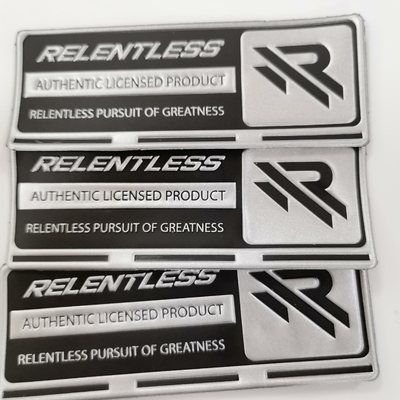 RELENTLESS
AUTHENTIC LICENSED PRODUCT
RELENTLESS PURSUIT OF GREATNESS
R
RELENTLESS
AUTHENTIC LICENSED PRODUCT
RELENTLESS PURSUIT OF GREATNESS
R
RELENTLESS
AUTHENTIC LICENSED PRODUCT
RELENTLESS PURSUIT OF GREATNESS
R